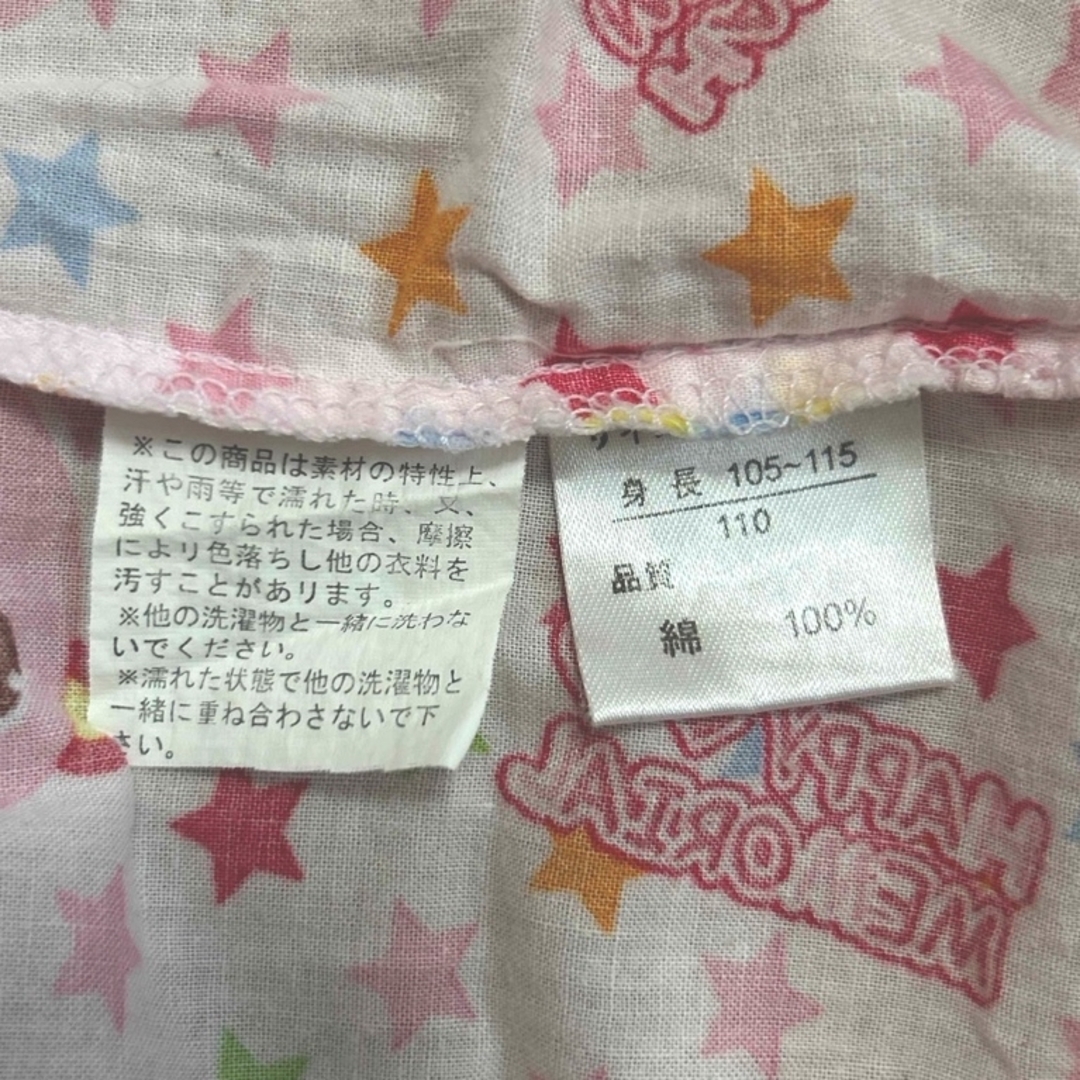 ※この商品は素材の特性上、
汗や雨等で濡れた時、又、
強くこすられた場合、摩擦
により色落ちし他の衣料を
汚すことがあります。
※他の洗濯物と一緒に洗わな
いでください。
※濡れた状態で他の洗濯物と
一緒に重ね合わさないで下
さい。
身長 105~115
110
品質
綿 100%
HAPPY
MEMORIAL